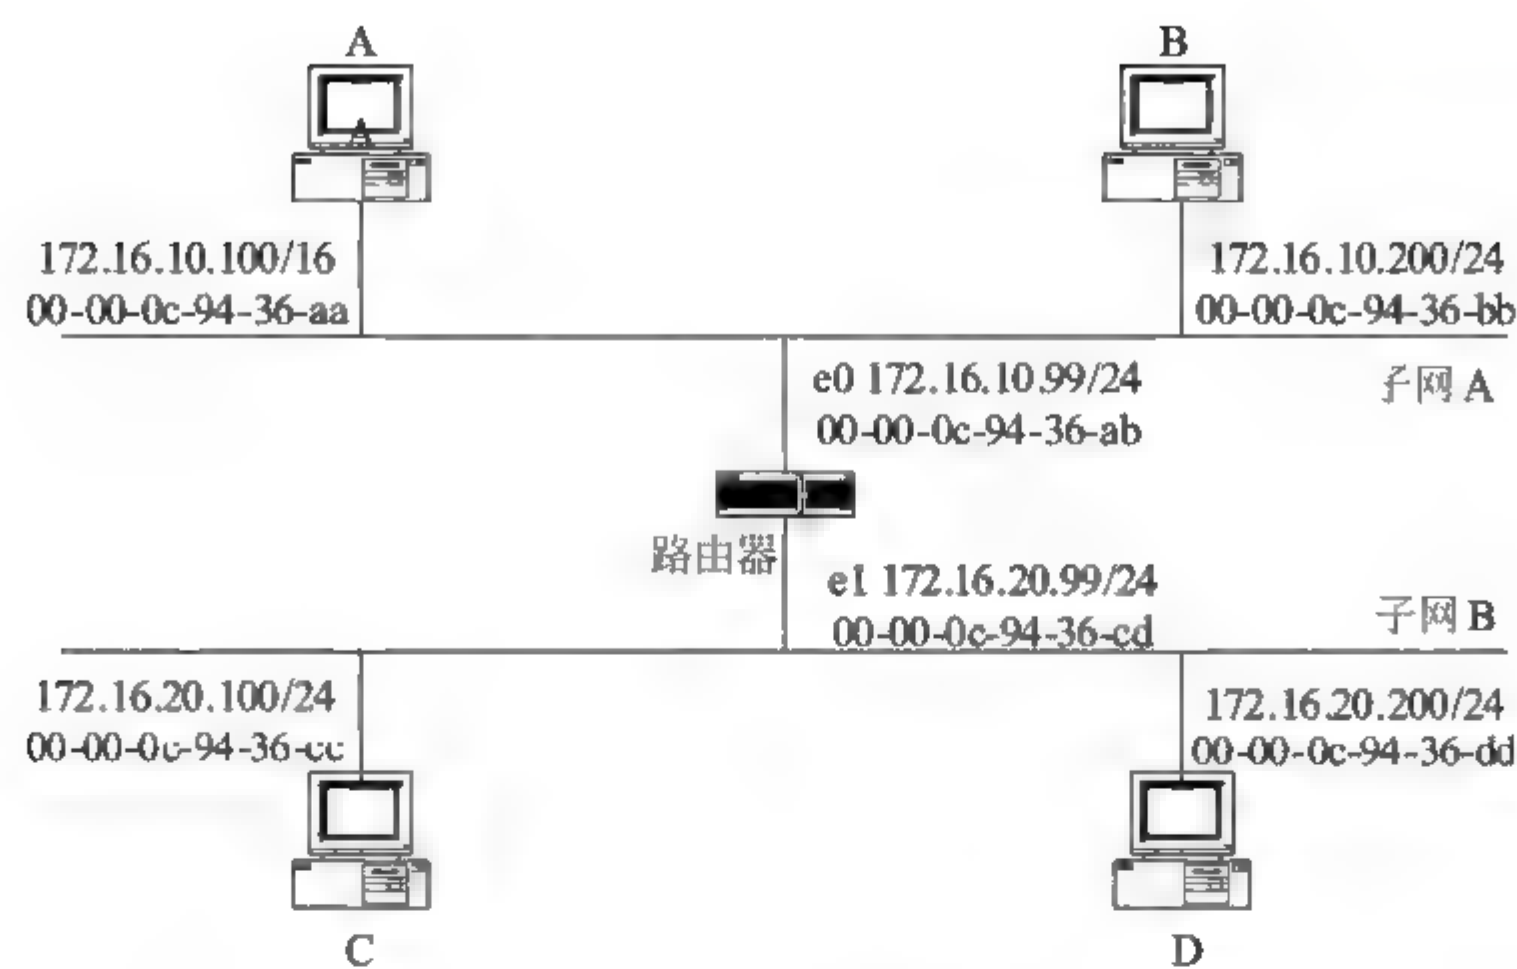 A
B
A
172.16.10.100/16
00-00-0c-94-36-aa
172.16.10.200/24
00-00-0c-94-36-bb
e0 172.16.10.99/24
00-00-0c-94-36-ab
子网 A
路由器
e1 172.16.20.99/24
00-00-0c-94-36-cd
子网 B
172.16.20.100/24
00-00-0c-94-36-cc
172.16.20.200/24
00-00-0c-94-36-dd
C
D